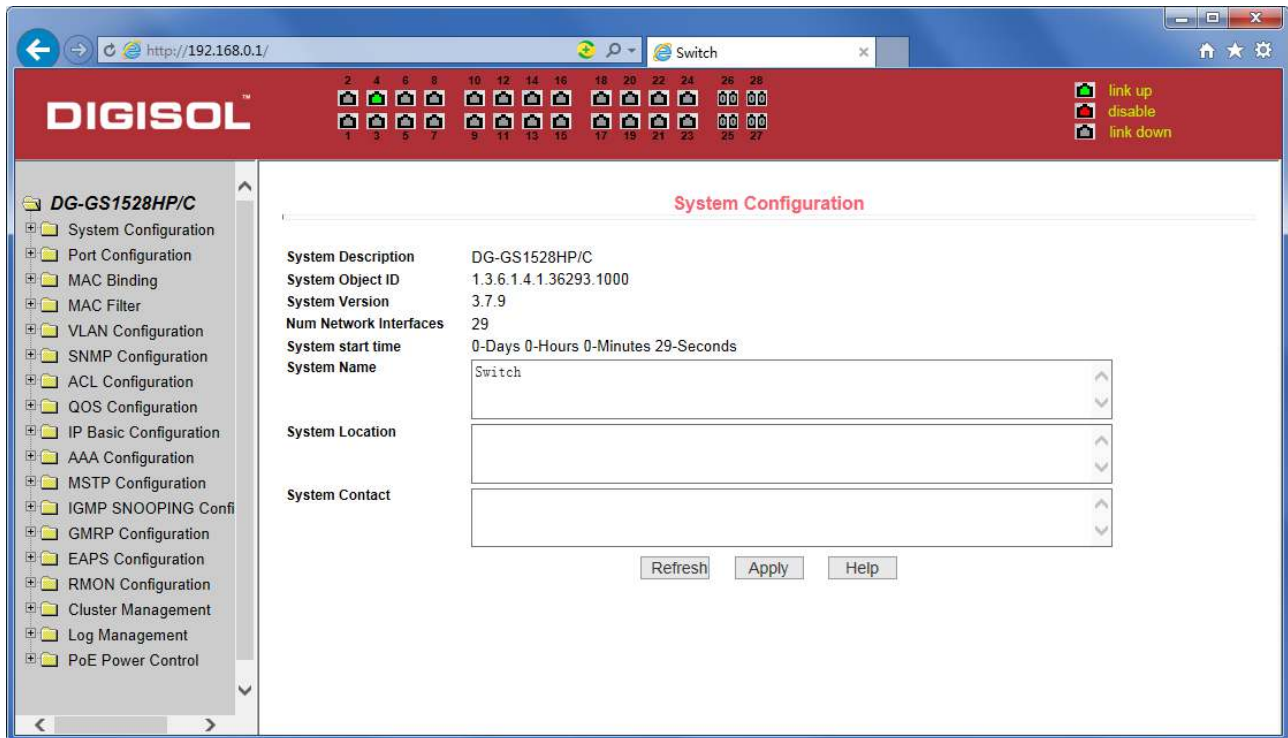 http://192.168.0.1/
Switch
DIGISOL™
2 4 6 8 10 12 14 16 18 20 22 24 26 28
1 3 5 7 9 11 13 15 17 19 21 23 25 27
link up
disable
link down
DG-GS1528HP/C
System Configuration
Port Configuration
MAC Binding
MAC Filter
VLAN Configuration
SNMP Configuration
ACL Configuration
QOS Configuration
IP Basic Configuration
AAA Configuration
MSTP Configuration
IGMP SNOOPING Confi
GMRP Configuration
EAPS Configuration
RMON Configuration
Cluster Management
Log Management
PoE Power Control
System Configuration
System Description DG-GS1528HP/C
System Object ID 1.3.6.1.4.1.36293.1000
System Version 3.7.9
Num Network Interfaces 29
System start time 0-Days 0-Hours 0-Minutes 29-Seconds
System Name Switch
System Location
System Contact
Refresh Apply Help